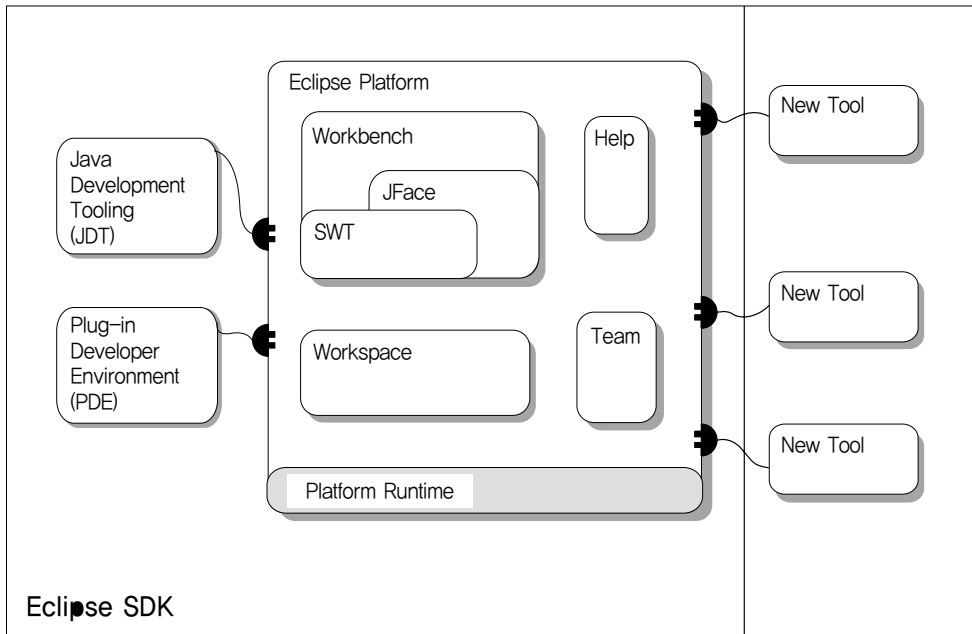 Eclipse Platform
New Tool
Workbench
Help
Java
Development
Tooling
(JDT)
JFace
SWT
New Tool
Plug-in
Developer
Environment
(PDE)
Workspace
Team
New Tool
Platform Runtime
Eclipse SDK